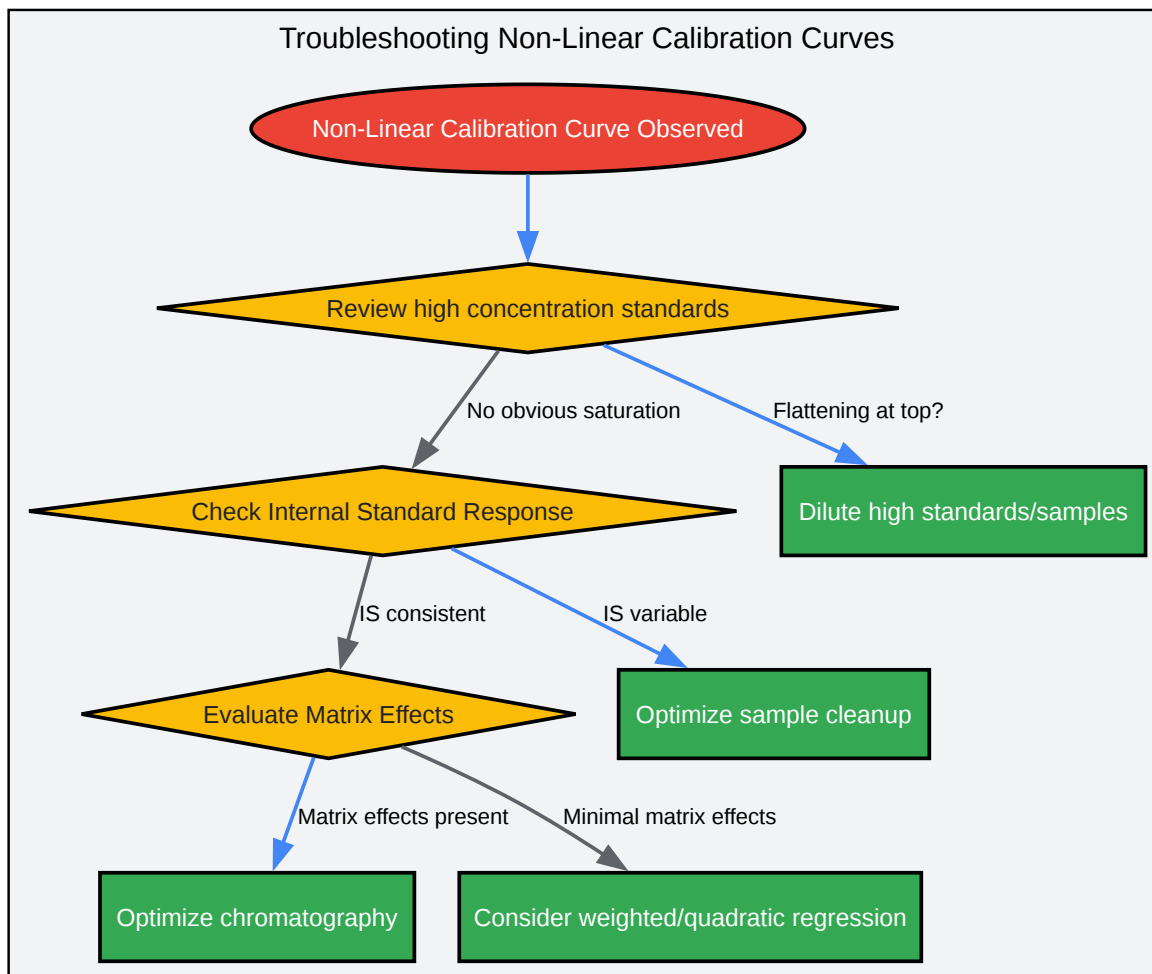 Troubleshooting Non-Linear Calibration Curves
Non-Linear Calibration Curve Observed
Review high concentration standards
No obvious saturation
Flattening at top?
Check Internal Standard Response
Dilute high standards/samples
IS consistent
IS variable
Evaluate Matrix Effects
Optimize sample cleanup
Matrix effects present
Minimal matrix effects
Optimize chromatography
Consider weighted/quadratic regression